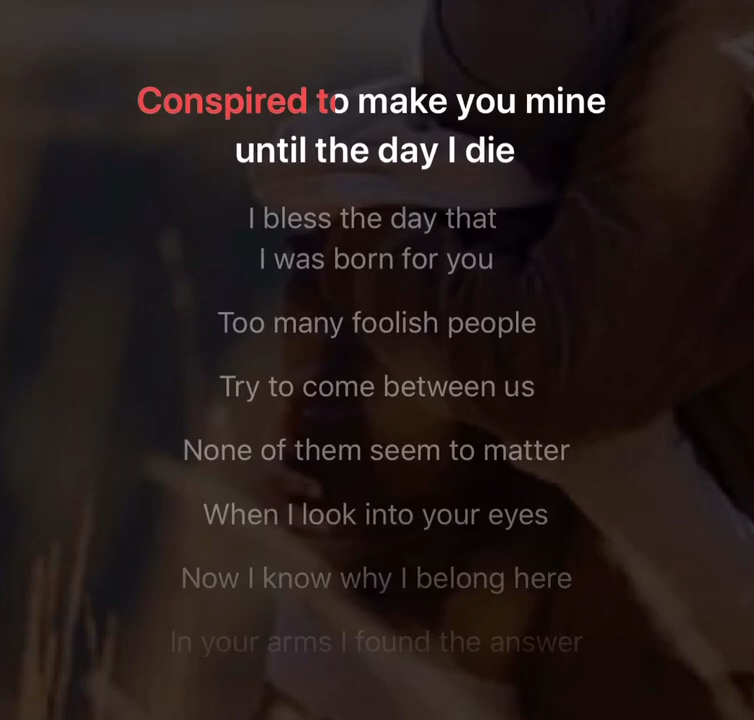 Conspired to make you mine
until the day I die
I bless the day that
I was born for you
Too many foolish people
Try to come between us
None of them seem to matter
When I look into your eyes
Now I know why I belong here
In your arms I found the answer